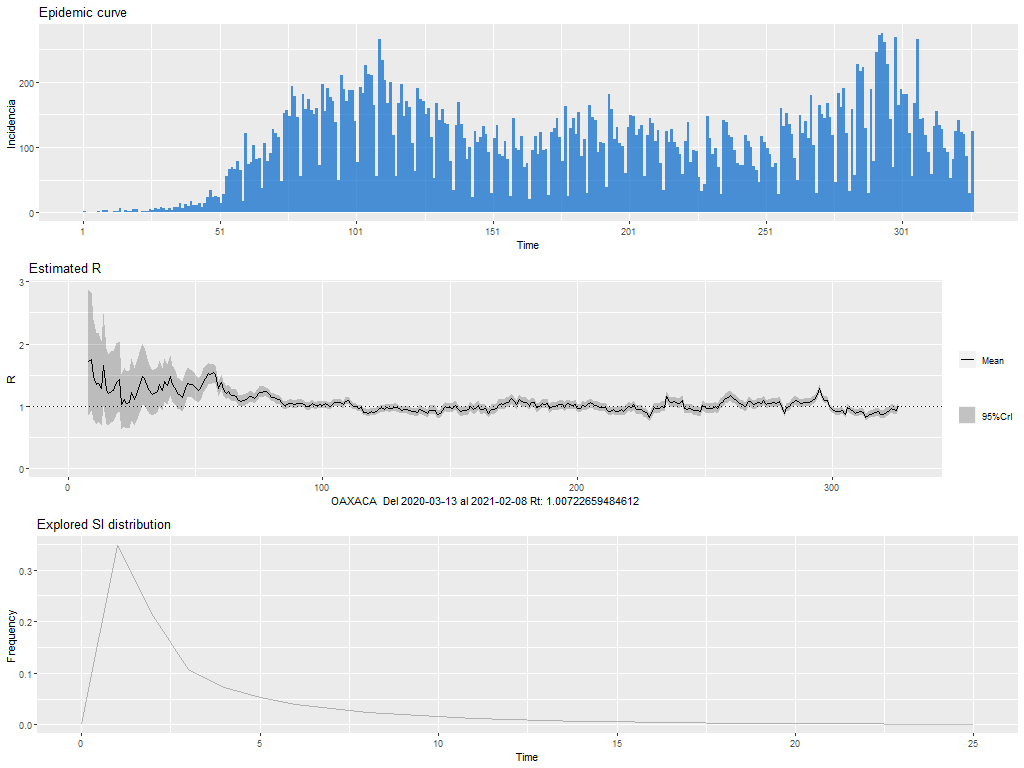 Epidemic curve
Incidencia
200
100
0
1 51 101 151 201 251 301
Time
Estimated R
R
3
2
1
0
0 100 200 300
OAXACA Del 2020-03-13 al 2021-02-08 Rt: 1.00722659484612
Mean
95%CrI
Explored SI distribution
Frequency
0.3
0.2
0.1
0.0
0 5 10 15 20 25
Time